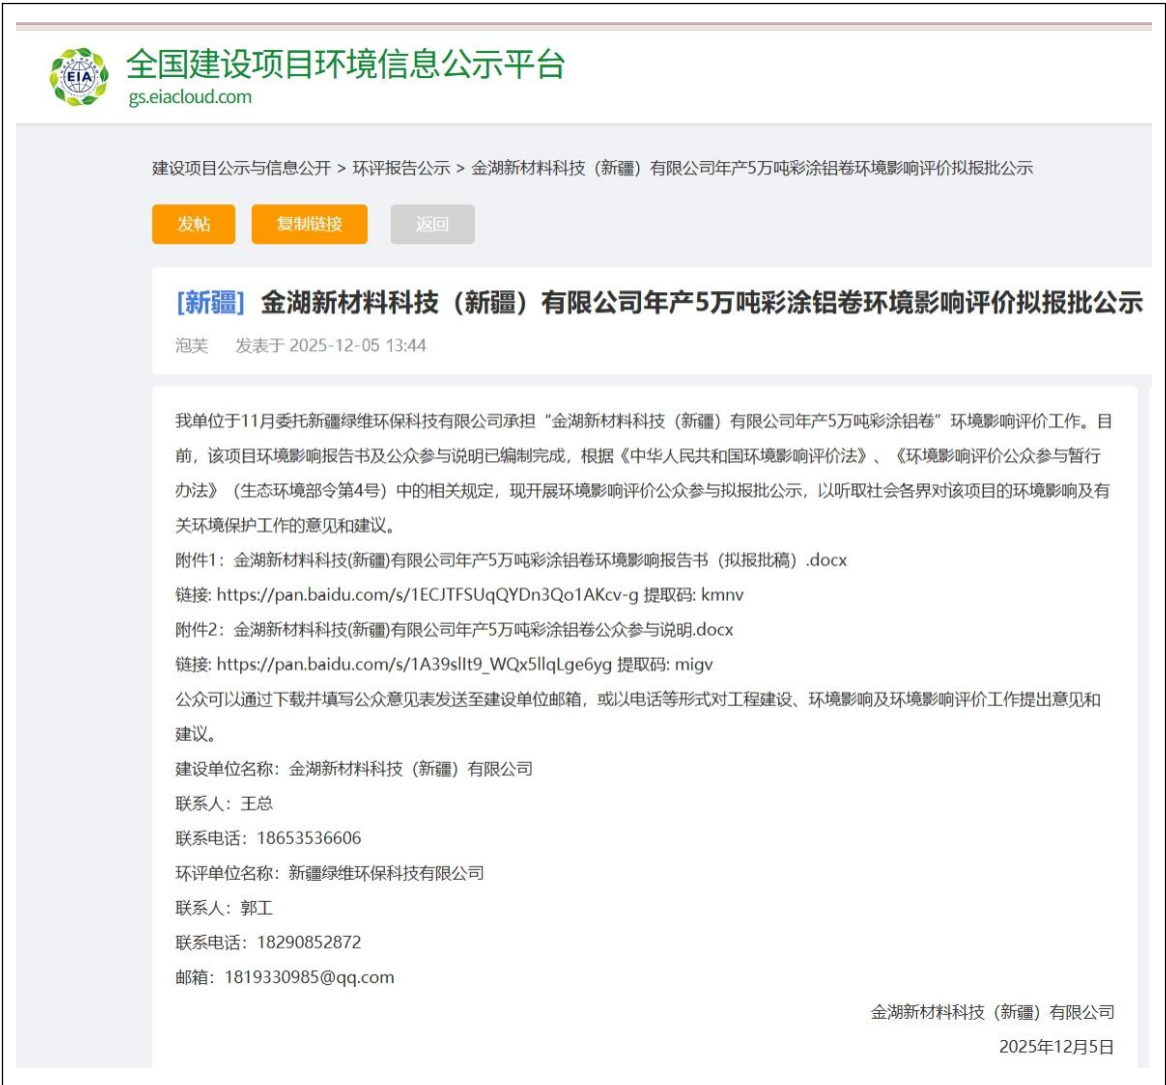 EIA
全国建设项目环境信息公示平台
gs.eiacloud.com
建设项目公示与信息公开 > 环评报告公示 > 金湖新材料科技（新疆）有限公司年产5万吨彩涂铝卷环境影响评价拟报批公示
发帖 复制链接 返回
[新疆] 金湖新材料科技（新疆）有限公司年产5万吨彩涂铝卷环境影响评价拟报批公示
泡芙 发表于 2025-12-05 13:44
我单位于11月委托新疆绿维环保科技有限公司承担“金湖新材料科技（新疆）有限公司年产5万吨彩涂铝卷”环境影响评价工作。目
前，该项目环境影响报告书及公众参与说明已编制完成，根据《中华人民共和国环境影响评价法》、《环境影响评价公众参与暂行
办法》（生态环境部令第4号）中的相关规定，现开展环境影响评价公众参与拟报批公示，以听取社会各界对该项目的环境影响及有
关环境保护工作的意见和建议。
附件1：金湖新材料科技(新疆)有限公司年产5万吨彩涂铝卷环境影响报告书（拟报批稿）.docx
链接: https://pan.baidu.com/s/1ECJTFSUqQYDn3Qo1AKcv-g 提取码: kmnv
附件2：金湖新材料科技(新疆)有限公司年产5万吨彩涂铝卷公众参与说明.docx
链接: https://pan.baidu.com/s/1A39slIt9_WQx5llqLge6yg 提取码: migv
公众可以通过下载并填写公众意见表发送至建设单位邮箱，或以电话等形式对工程建设、环境影响及环境影响评价工作提出意见和
建议。
建设单位名称：金湖新材料科技（新疆）有限公司
联系人：王总
联系电话：18653536606
环评单位名称：新疆绿维环保科技有限公司
联系人：郭工
联系电话：18290852872
邮箱：1819330985@qq.com
金湖新材料科技（新疆）有限公司
2025年12月5日